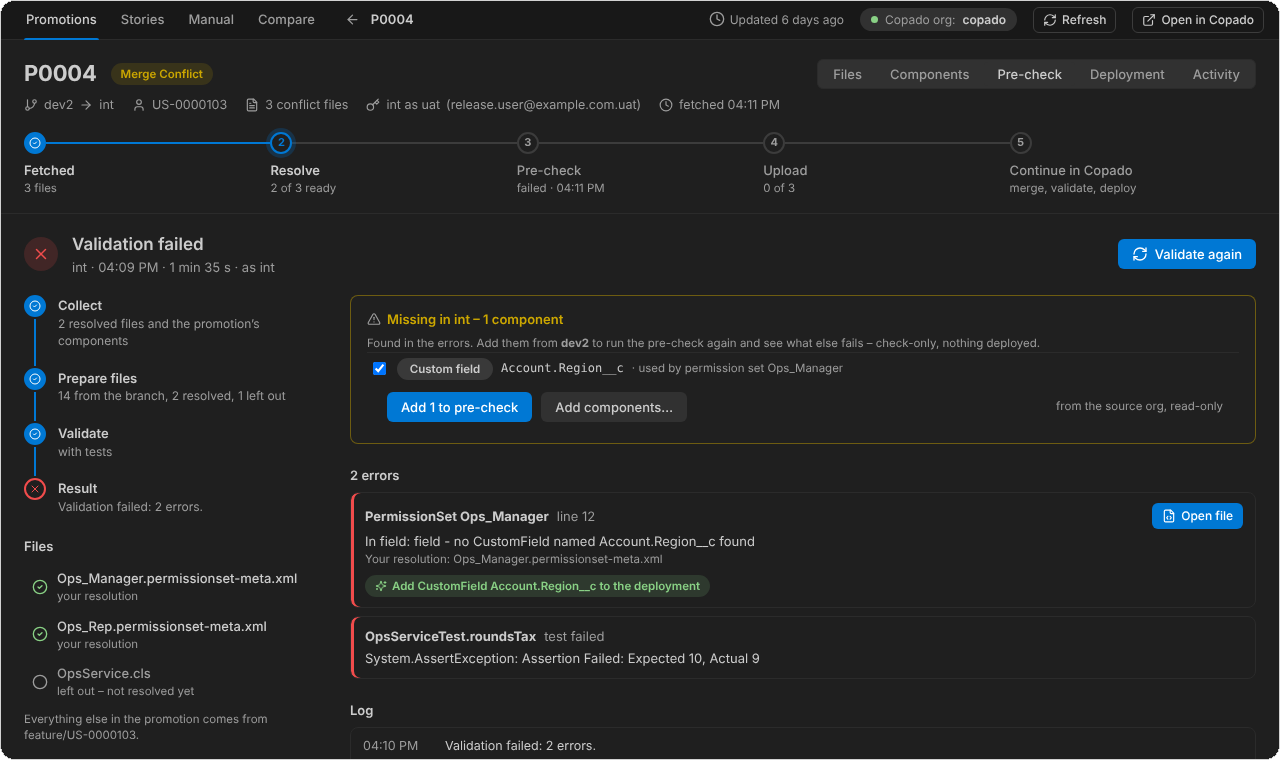 Promotions Stories Manual Compare ← P0004 Updated 6 days ago Copado org: copado Refresh Open in Copado
P0004 Merge Conflict Files Components Pre-check Deployment Activity
dev2 → int US-0000103 3 conflict files int as uat (release.user@example.com.uat) fetched 04:11 PM
2 3 4 5
Fetched Resolve Pre-check Upload Continue in Copado
3 files 2 of 3 ready failed · 04:11 PM 0 of 3 merge, validate, deploy
Validation failed
int · 04:09 PM · 1 min 35 s · as int
Validate again
Collect
2 resolved files and the promotion's
components
Prepare files
14 from the branch, 2 resolved, 1 left out
Validate
with tests
Result
Validation failed: 2 errors.
Files
Ops_Manager.permissionset-meta.xml
your resolution
Ops_Rep.permissionset-meta.xml
your resolution
OpsService.cls
left out – not resolved yet
Everything else in the promotion comes from
feature/US-0000103.
Missing in int – 1 component
Found in the errors. Add them from dev2 to run the pre-check again and see what else fails – check-only, nothing deployed.
Custom field Account.Region__c · used by permission set Ops_Manager
Add 1 to pre-check Add components... from the source org, read-only
2 errors
PermissionSet Ops_Manager line 12
Open file
In field: field - no CustomField named Account.Region__c found
Your resolution: Ops_Manager.permissionset-meta.xml
Add CustomField Account.Region__c to the deployment
OpsServiceTest.roundsTax test failed
System.AssertException: Assertion Failed: Expected 10, Actual 9
Log
04:10 PM Validation failed: 2 errors.